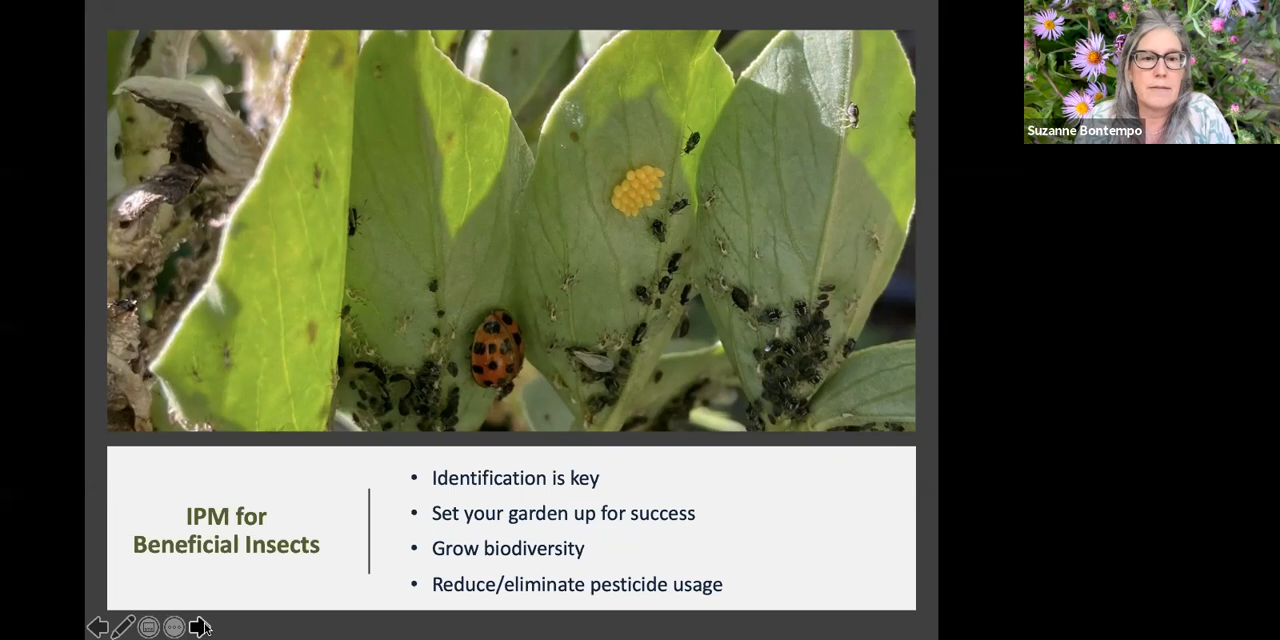 Suzanne Bontempo
IPM for
Beneficial Insects
• Identification is key
• Set your garden up for success
• Grow biodiversity
• Reduce/eliminate pesticide usage